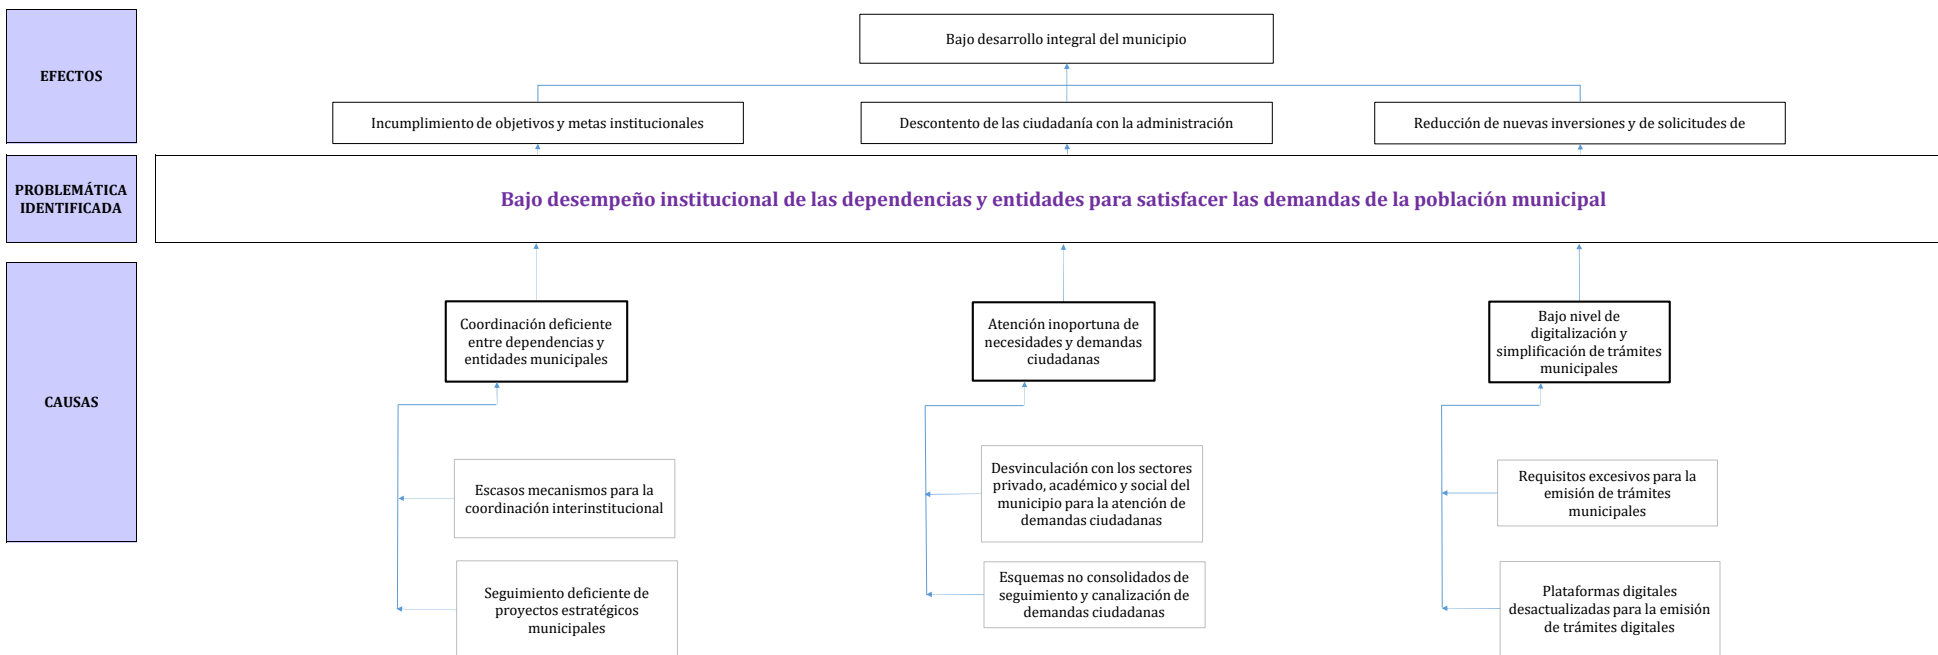 EFECTOS
Bajo desarrollo integral del municipio
Incumplimiento de objetivos y metas institucionales
Descontento de las ciudadanía con la administración
Reducción de nuevas inversiones y de solicitudes de
PROBLEMÁTICA
IDENTIFICADA
Bajo desempeño institucional de las dependencias y entidades para satisfacer las demandas de la población municipal
CAUSAS
Coordinación deficiente
entre dependencias y
entidades municipales
Escasos mecanismos para la
coordinación interinstitucional
Seguimiento deficiente de
proyectos estratégicos
municipales
Atención inoportuna de
necesidades y demandas
ciudadanas
Desvinculación con los sectores
privado, académico y social del
municipio para la atención de
demandas ciudadanas
Esquemas no consolidados de
seguimiento y canalización de
demandas ciudadanas
Bajo nivel de
digitalización y
simplificación de trámites
municipales
Requisitos excesivos para la
emisión de trámites
municipales
Plataformas digitales
desactualizadas para la emisión
de trámites digitales